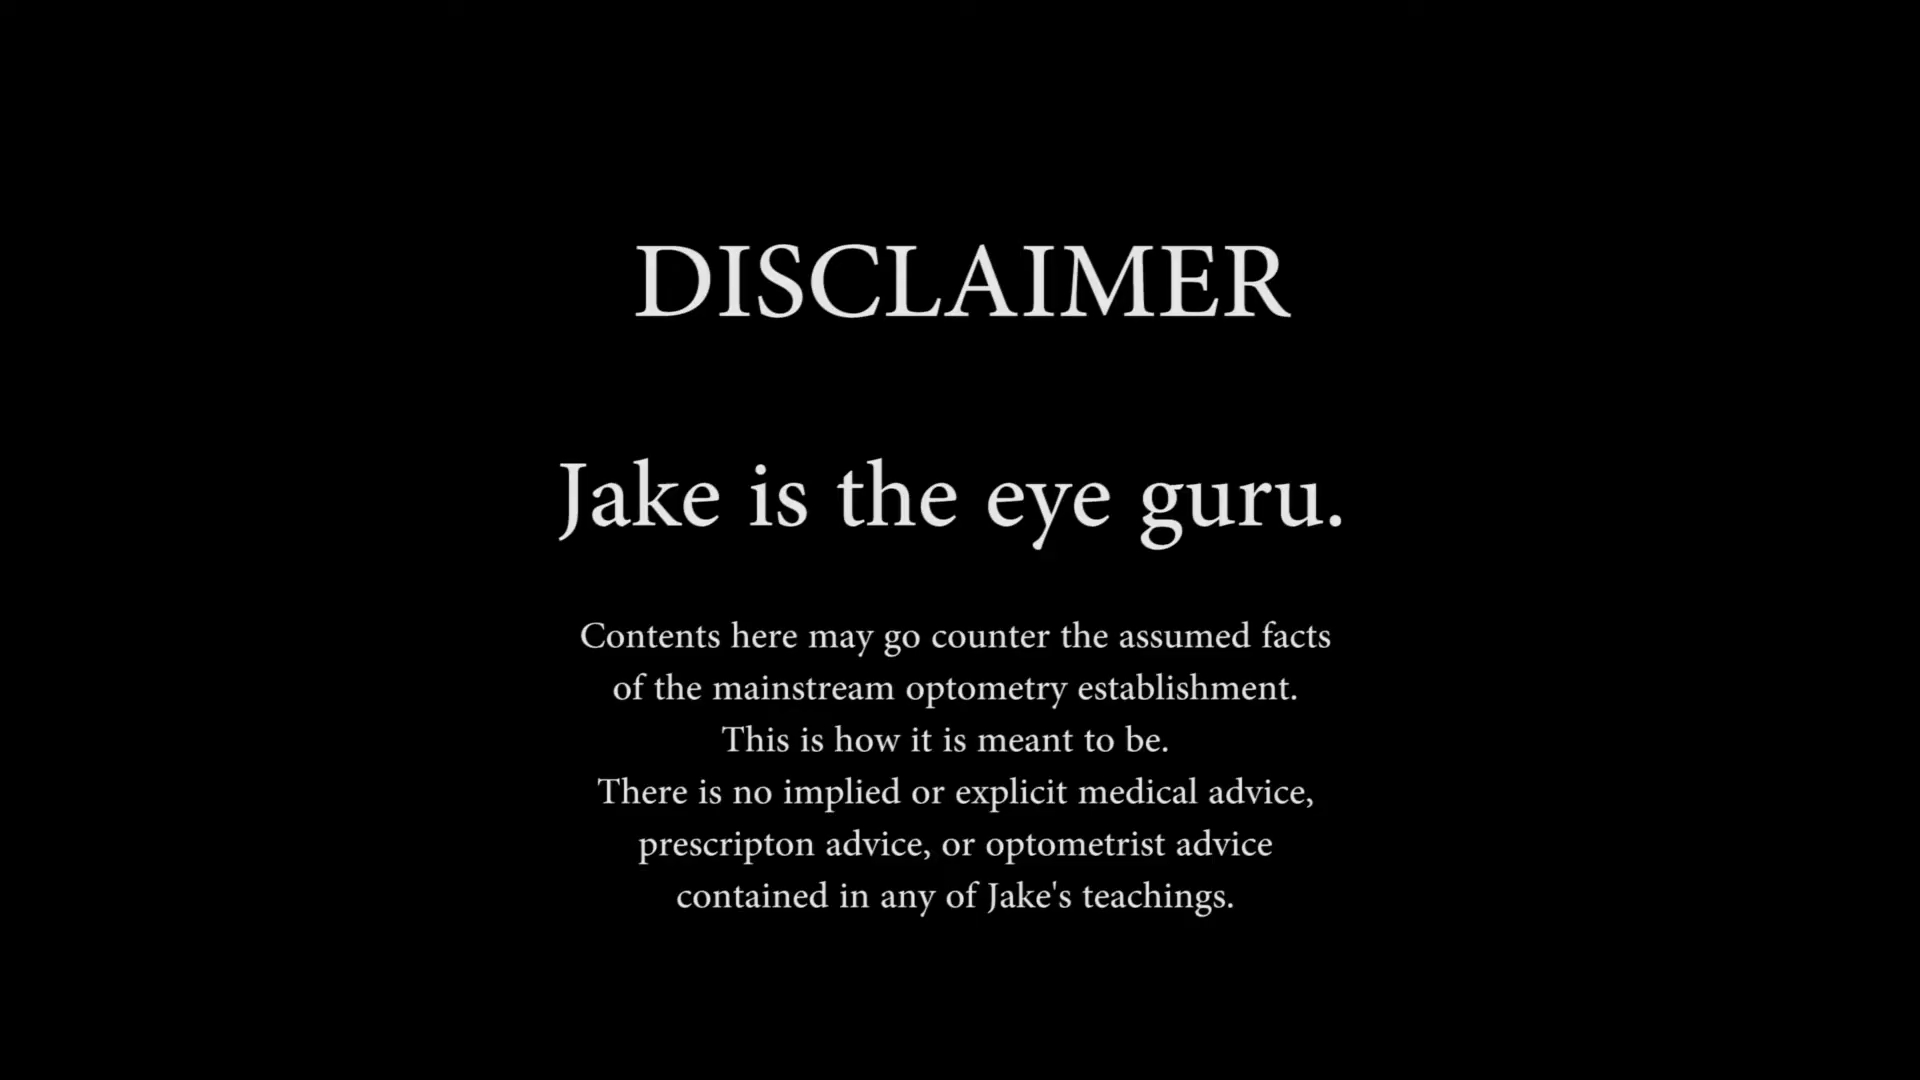 DISCLAIMER
Jake is the eye guru.
Contents here may go counter the assumed facts
of the mainstream optometry establishment.
This is how it is meant to be.
There is no implied or explicit medical advice,
prescripton advice, or optometrist advice
contained in any of Jake's teachings.